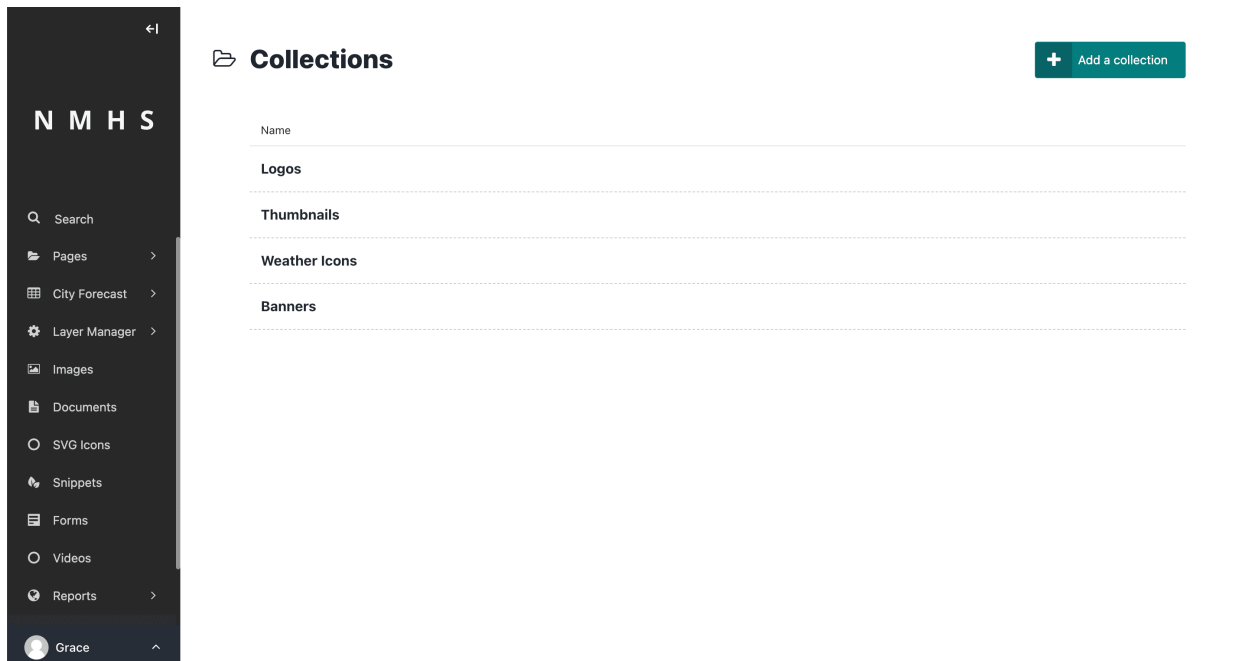 N M H S
Search
Pages
City Forecast
Layer Manager
Images
Documents
SVG Icons
Snippets
Forms
Videos
Reports
Grace
Collections
Add a collection
Name
Logos
Thumbnails
Weather Icons
Banners